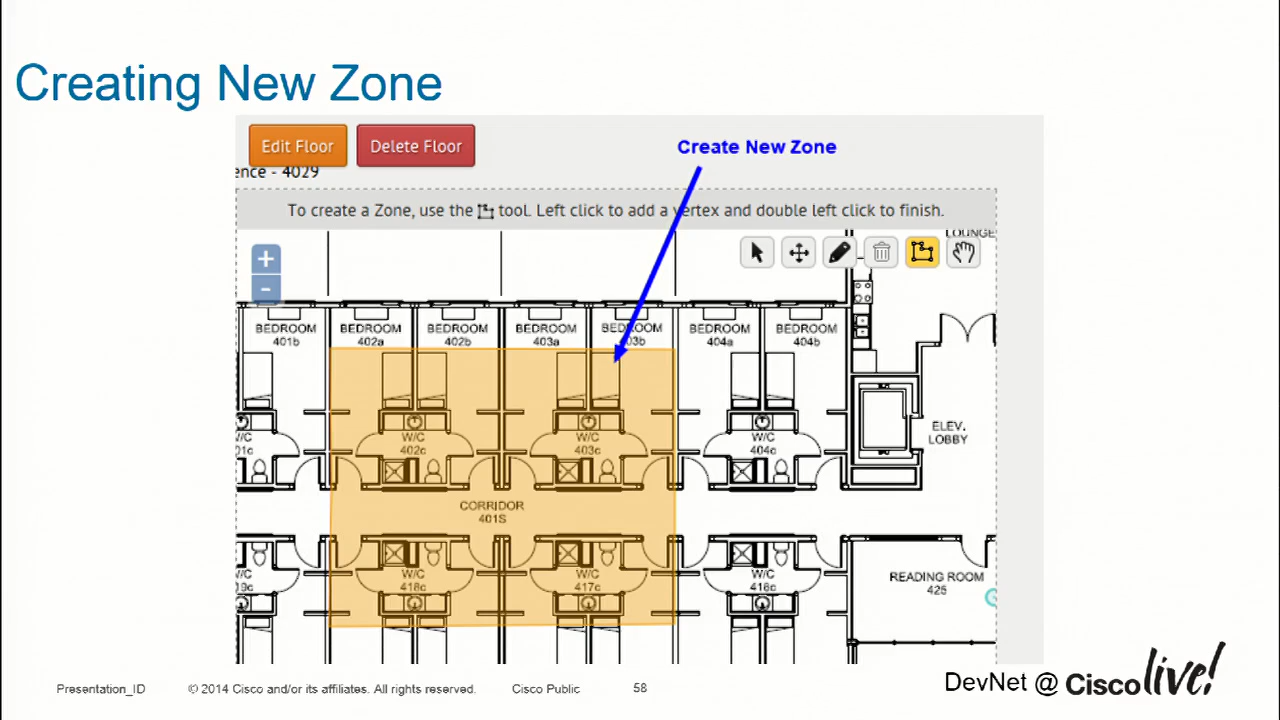 Creating New Zone
Edit Floor
Delete Floor
Create New Zone
ence - 4029
To create a Zone, use the tool. Left click to add a vertex and double left click to finish.
LOUNGE
+
-
BEDROOM
401b
BEDROOM
402a
BEDROOM
402b
BEDROOM
403a
BEDROOM
403b
BEDROOM
404a
BEDROOM
404b
W/C
01c
W/C
402c
W/C
403c
W/C
404c
ELEV.
LOBBY
CORRIDOR
401S
W/C
19c
W/C
418c
W/C
417c
W/C
416c
READING ROOM
425
Presentation_ID
© 2014 Cisco and/or its affiliates. All rights reserved.
Cisco Public
58
DevNet @ Cisco live!